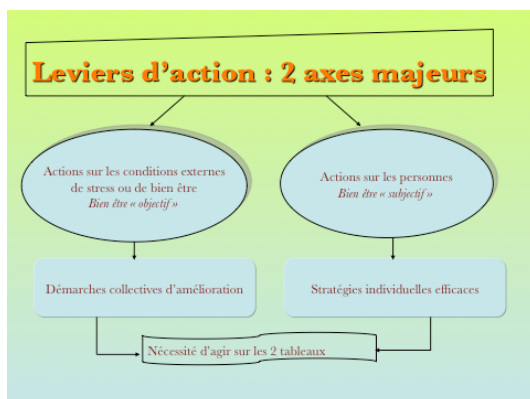 Leviers d'action : 2 axes majeurs
Actions sur les conditions externes
de stress ou de bien être
Bien être « objectif »
Actions sur les personnes
Bien être « subjectif »
Démarches collectives d'amélioration
Stratégies individuelles efficaces
Nécessité d'agir sur les 2 tableaux